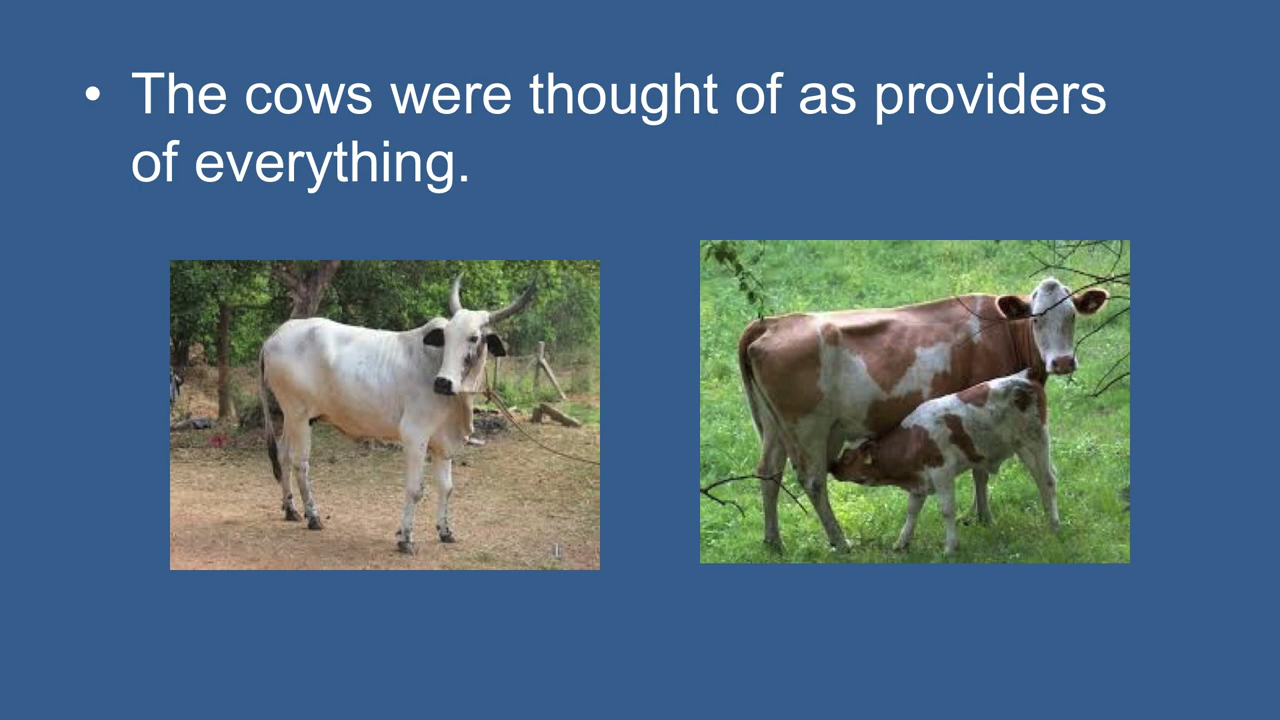 • The cows were thought of as providers
of everything.